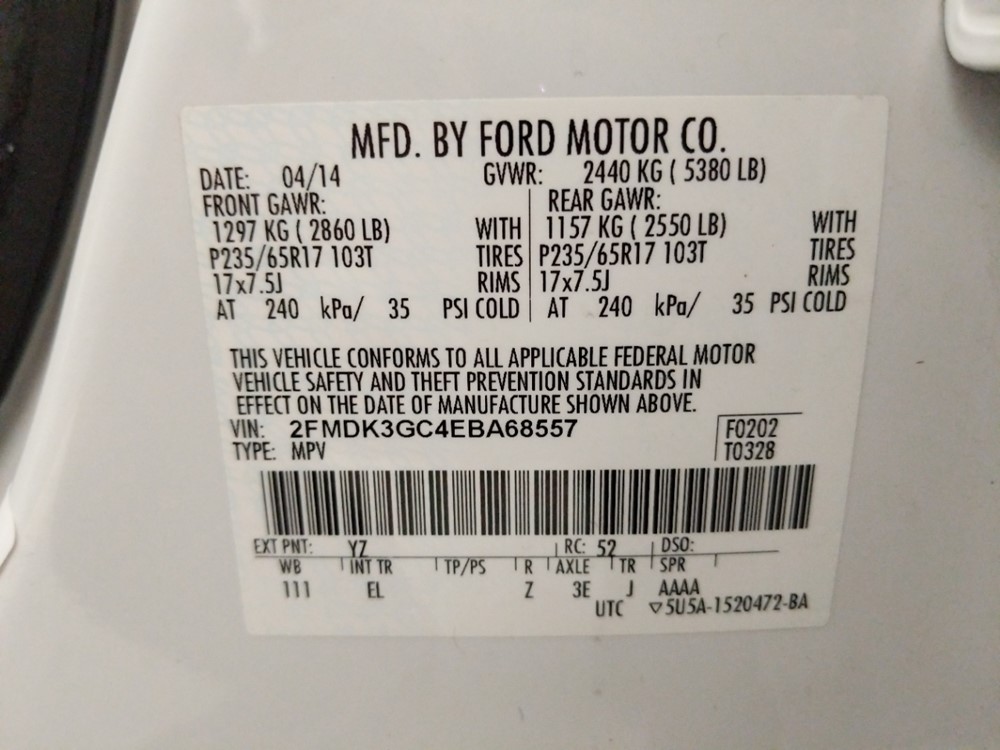 MFD. BY FORD MOTOR CO.
DATE: 04/14 GVWR: 2440 KG ( 5380 LB)
FRONT GAWR: REAR GAWR:
1297 KG ( 2860 LB) WITH 1157 KG ( 2550 LB) WITH
P235/65R17 103T TIRES P235/65R17 103T TIRES
17x7.5J RIMS 17x7.5J RIMS
AT 240 kPa/ 35 PSI COLD AT 240 kPa/ 35 PSI COLD
THIS VEHICLE CONFORMS TO ALL APPLICABLE FEDERAL MOTOR
VEHICLE SAFETY AND THEFT PREVENTION STANDARDS IN
EFFECT ON THE DATE OF MANUFACTURE SHOWN ABOVE.
VIN: 2FMDK3GC4EBA68557 F0202
TYPE: MPV T0328
EXT PNT: YZ RC: 52 DSO:
WB INT TR TP/PS R AXLE TR SPR
111 EL Z 3E J AAAA
UTC ▽5U5A-1520472-BA